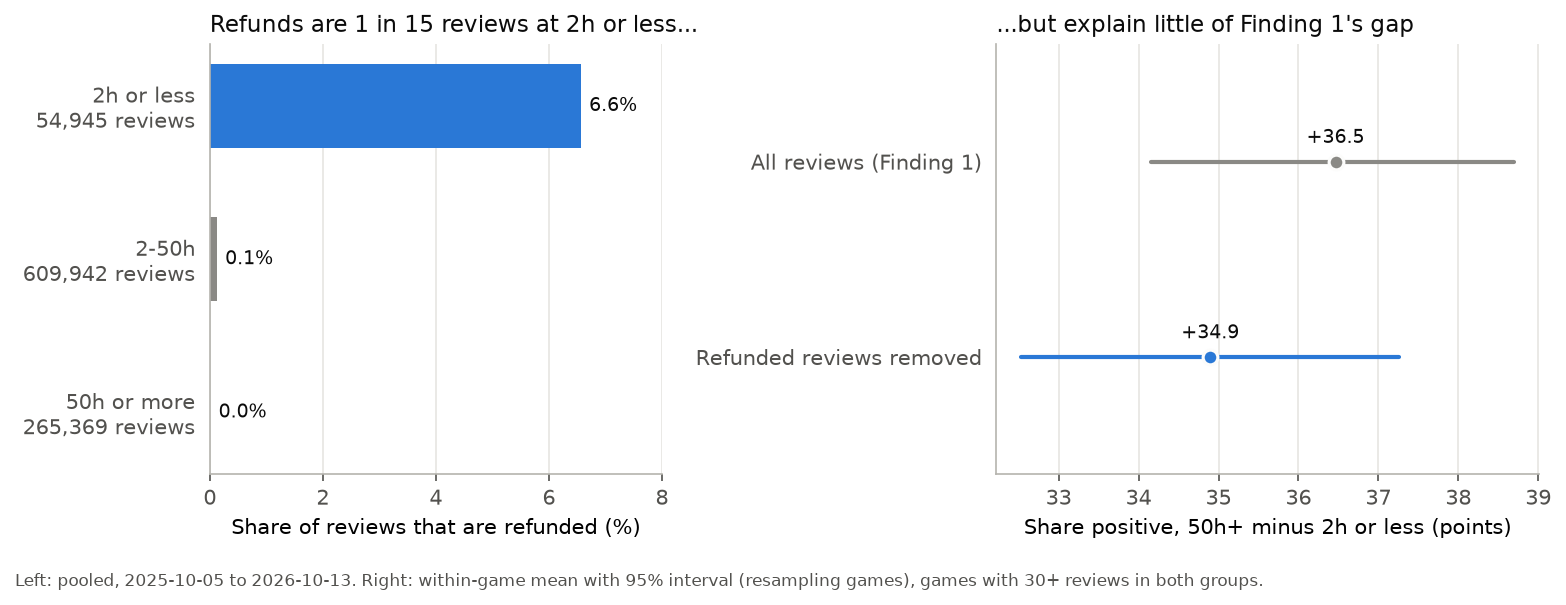 Refunds are 1 in 15 reviews at 2h or less...
2h or less
54,945 reviews
6.6%
2-50h
609,942 reviews
0.1%
50h or more
265,369 reviews
0.0%
0 2 4 6 8
Share of reviews that are refunded (%)
...but explain little of Finding 1's gap
+36.5
All reviews (Finding 1)
+34.9
Refunded reviews removed
33 34 35 36 37 38 39
Share positive, 50h+ minus 2h or less (points)
Left: pooled, 2025-10-05 to 2026-10-13. Right: within-game mean with 95% interval (resampling games), games with 30+ reviews in both groups.